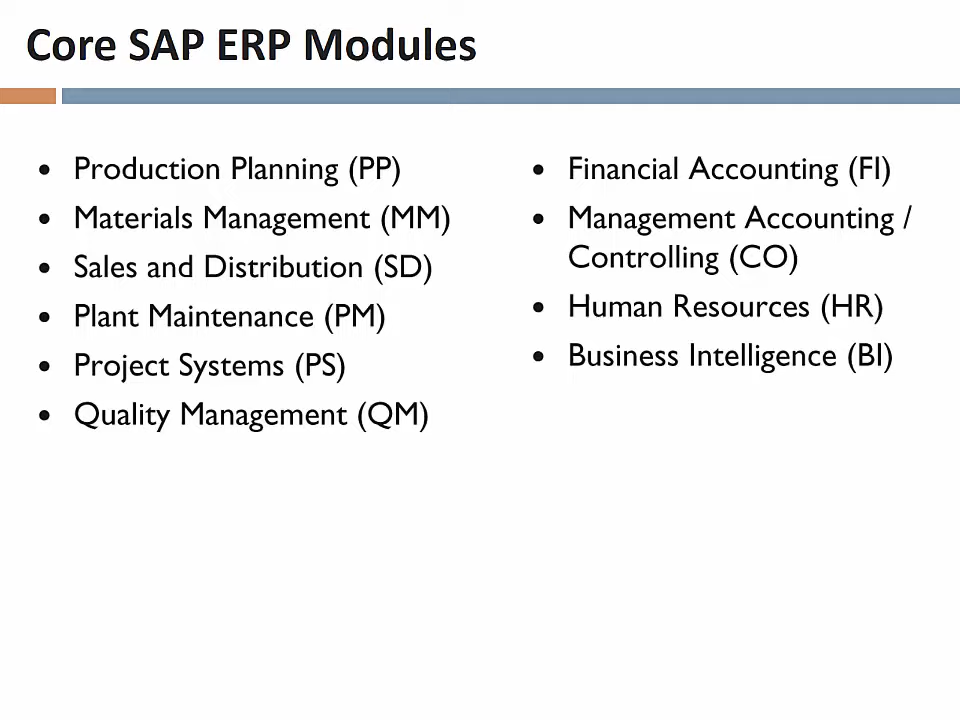 Core SAP ERP Modules
• Production Planning (PP)
• Materials Management (MM)
• Sales and Distribution (SD)
• Plant Maintenance (PM)
• Project Systems (PS)
• Quality Management (QM)
• Financial Accounting (FI)
• Management Accounting /
Controlling (CO)
• Human Resources (HR)
• Business Intelligence (BI)